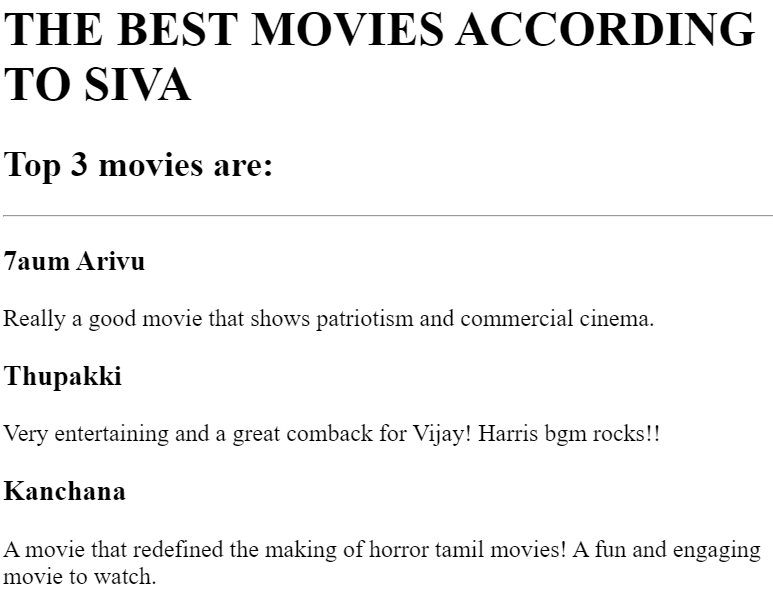 THE BEST MOVIES ACCORDING
TO SIVA
Top 3 movies are:
7aum Arivu
Really a good movie that shows patriotism and commercial cinema.
Thupakki
Very entertaining and a great comback for Vijay! Harris bgm rocks!!
Kanchana
A movie that redefined the making of horror tamil movies! A fun and engaging
movie to watch.